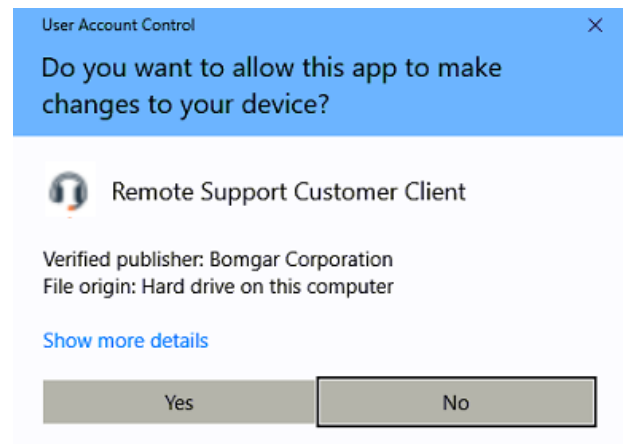 User Account Control
Do you want to allow this app to make
changes to your device?
Remote Support Customer Client
Verified publisher: Bomgar Corporation
File origin: Hard drive on this computer
Show more details
Yes
No